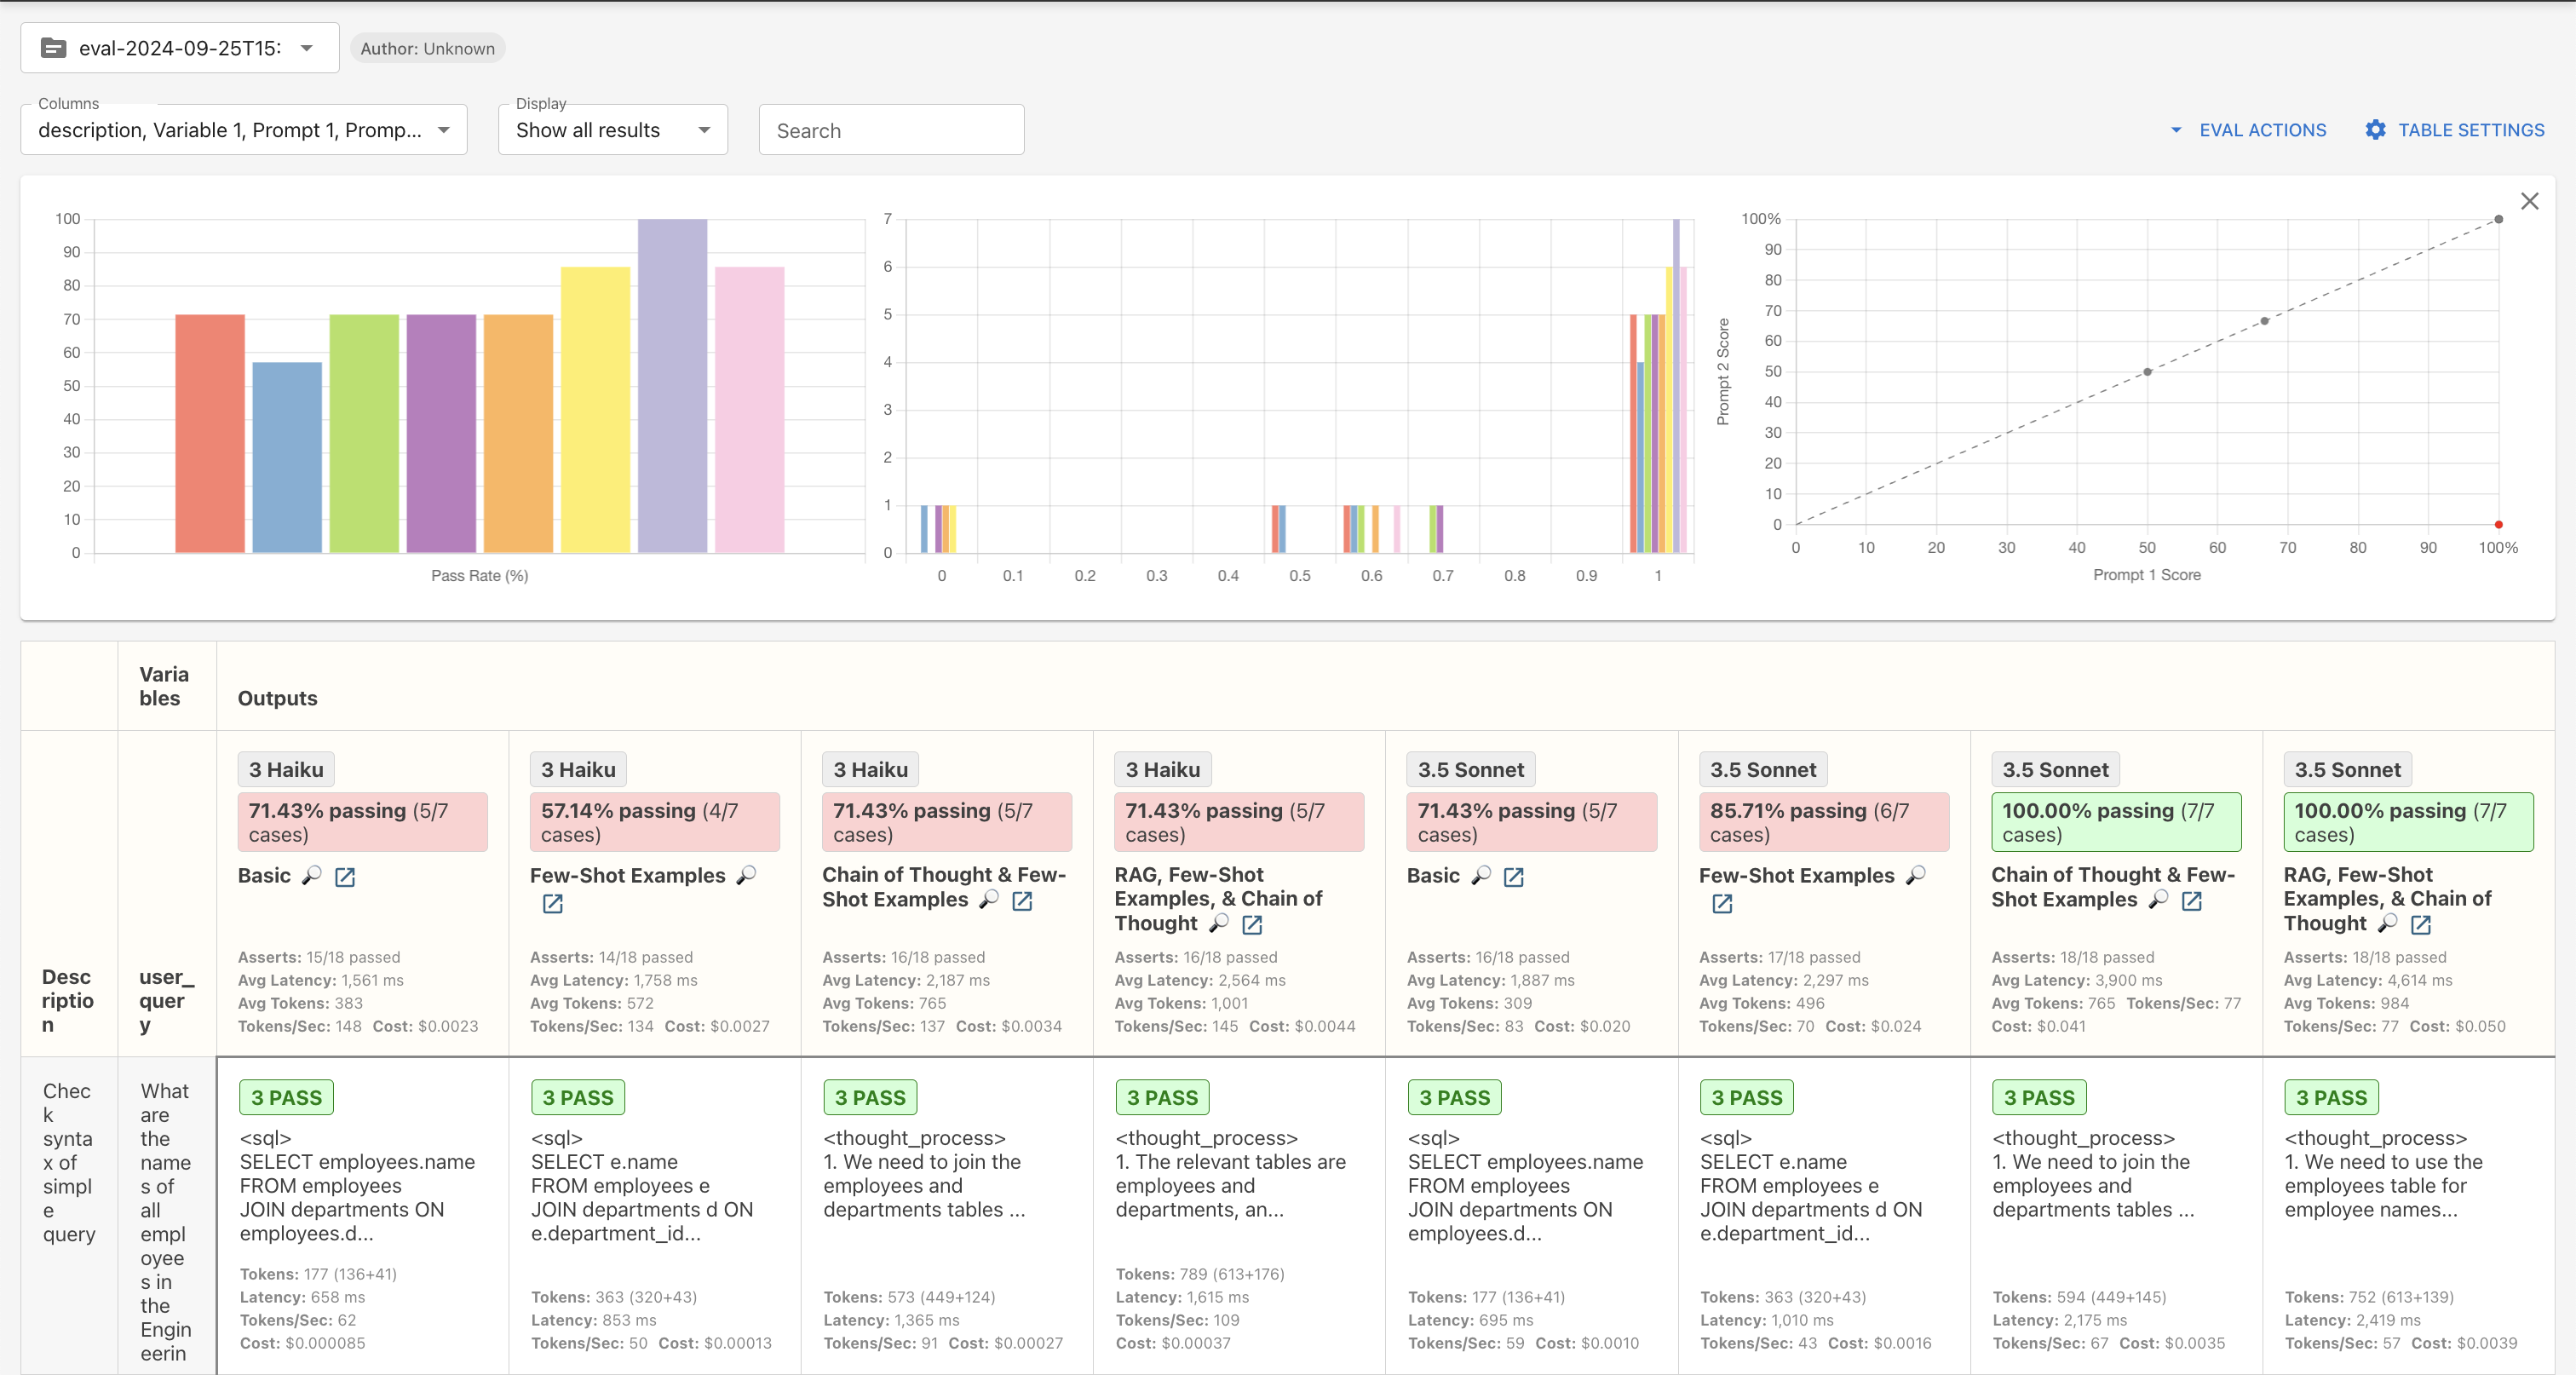 eval-2024-09-25T15:
Author: Unknown
Columns
description, Variable 1, Prompt 1, Promp...
Display
Show all results
Search
EVAL ACTIONS
TABLE SETTINGS
100
90
80
70
60
50
40
30
20
10
0
Pass Rate (%)
7
6
5
4
3
2
1
0
0 0.1 0.2 0.3 0.4 0.5 0.6 0.7 0.8 0.9 1
Prompt 2 Score
100%
90
80
70
60
50
40
30
20
10
0
0 10 20 30 40 50 60 70 80 90 100%
Prompt 1 Score
Varia
bles
Outputs
Desc
riptio
n
user_
quer
y
3 Haiku
71.43% passing (5/7
cases)
Basic
Asserts: 15/18 passed
Avg Latency: 1,561 ms
Avg Tokens: 383
Tokens/Sec: 148 Cost: $0.0023
3 Haiku
57.14% passing (4/7
cases)
Few-Shot Examples
Asserts: 14/18 passed
Avg Latency: 1,758 ms
Avg Tokens: 572
Tokens/Sec: 134 Cost: $0.0027
3 Haiku
71.43% passing (5/7
cases)
Chain of Thought & Few-
Shot Examples
Asserts: 16/18 passed
Avg Latency: 2,187 ms
Avg Tokens: 765
Tokens/Sec: 137 Cost: $0.0034
3 Haiku
71.43% passing (5/7
cases)
RAG, Few-Shot
Examples, & Chain of
Thought
Asserts: 16/18 passed
Avg Latency: 2,564 ms
Avg Tokens: 1,001
Tokens/Sec: 145 Cost: $0.0044
3.5 Sonnet
71.43% passing (5/7
cases)
Basic
Asserts: 16/18 passed
Avg Latency: 1,887 ms
Avg Tokens: 309
Tokens/Sec: 83 Cost: $0.020
3.5 Sonnet
85.71% passing (6/7
cases)
Few-Shot Examples
Asserts: 17/18 passed
Avg Latency: 2,297 ms
Avg Tokens: 496
Tokens/Sec: 70 Cost: $0.024
3.5 Sonnet
100.00% passing (7/7
cases)
Chain of Thought & Few-
Shot Examples
Asserts: 18/18 passed
Avg Latency: 3,900 ms
Avg Tokens: 765 Tokens/Sec: 77
Cost: $0.041
3.5 Sonnet
100.00% passing (7/7
cases)
RAG, Few-Shot
Examples, & Chain of
Thought
Asserts: 18/18 passed
Avg Latency: 4,614 ms
Avg Tokens: 984
Tokens/Sec: 77 Cost: $0.050
Chec
k
synta
x of
simpl
e
query
What
are
the
name
s of
all
empl
oyee
s in
the
Engin
eerin
3 PASS
<sql>
SELECT employees.name
FROM employees
JOIN departments ON
employees.d...
Tokens: 177 (136+41)
Latency: 658 ms
Tokens/Sec: 62
Cost: $0.000085
3 PASS
<sql>
SELECT e.name
FROM employees e
JOIN departments d ON
e.department_id...
Tokens: 363 (320+43)
Latency: 853 ms
Tokens/Sec: 50 Cost: $0.00013
3 PASS
<thought_process>
1. We need to join the
employees and
departments tables ...
Tokens: 573 (449+124)
Latency: 1,365 ms
Tokens/Sec: 91 Cost: $0.00027
3 PASS
<thought_process>
1. The relevant tables are
employees and
departments, an...
Tokens: 789 (613+176)
Latency: 1,615 ms
Tokens/Sec: 109
Cost: $0.00037
3 PASS
<sql>
SELECT employees.name
FROM employees
JOIN departments ON
employees.d...
Tokens: 177 (136+41)
Latency: 695 ms
Tokens/Sec: 59 Cost: $0.0010
3 PASS
<sql>
SELECT e.name
FROM employees e
JOIN departments d ON
e.department_id...
Tokens: 363 (320+43)
Latency: 1,010 ms
Tokens/Sec: 43 Cost: $0.0016
3 PASS
<thought_process>
1. We need to join the
employees and
departments tables ...
Tokens: 594 (449+145)
Latency: 2,175 ms
Tokens/Sec: 67 Cost: $0.0035
3 PASS
<thought_process>
1. We need to use the
employees table for
employee names...
Tokens: 752 (613+139)
Latency: 2,419 ms
Tokens/Sec: 57 Cost: $0.0039